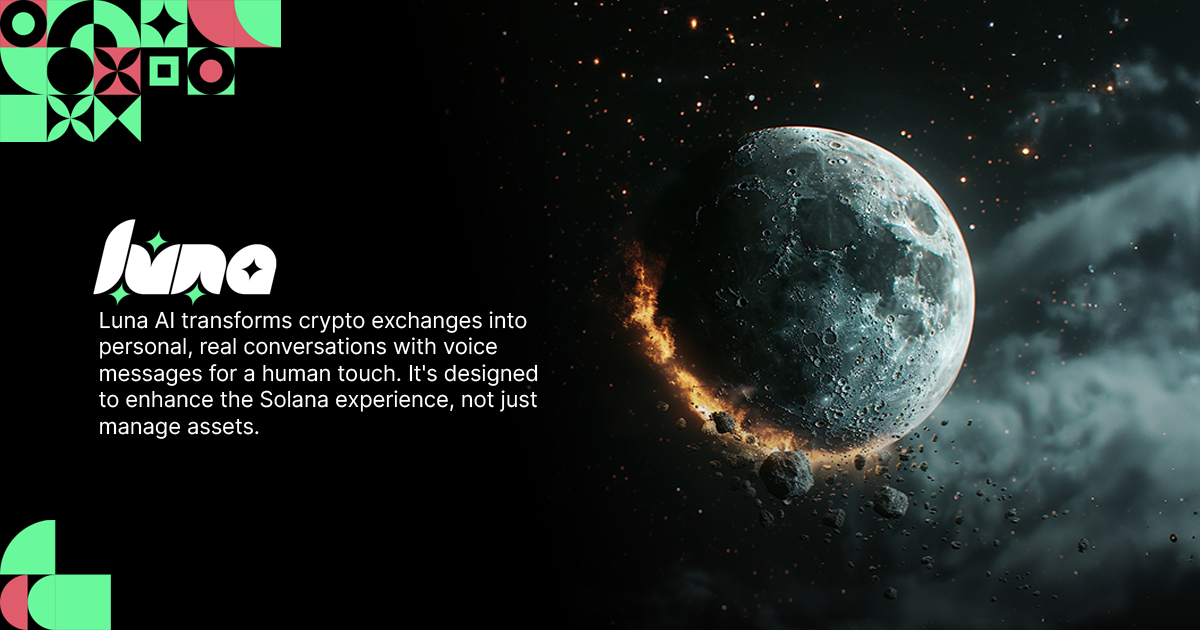 luna
Luna AI transforms crypto exchanges into
personal, real conversations with voice
messages for a human touch. It's designed
to enhance the Solana experience, not just
manage assets.